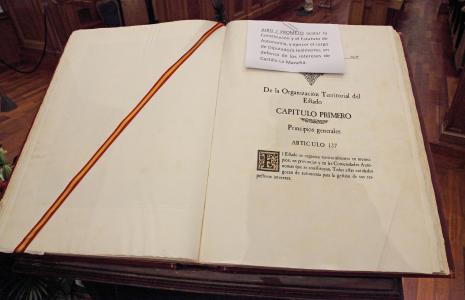 JURO / PROMETO acatar la
Constitución y el Estatuto de
Autonomía, y ejercer el cargo
de Diputado/a lealmente, en
defensa de los intereses de
Castilla-La Mancha.
De la Organización Territorial del
Estado
CAPITULO PRIMERO
Principios generales
ARTICULO 137
El Estado se organiza territorialmente en munici-
pios, en provincias y en las Comunidades Autó-
nomas que se constituyan. Todas estas entidades
gozan de autonomía para la gestión de sus res-
pectivos intereses.